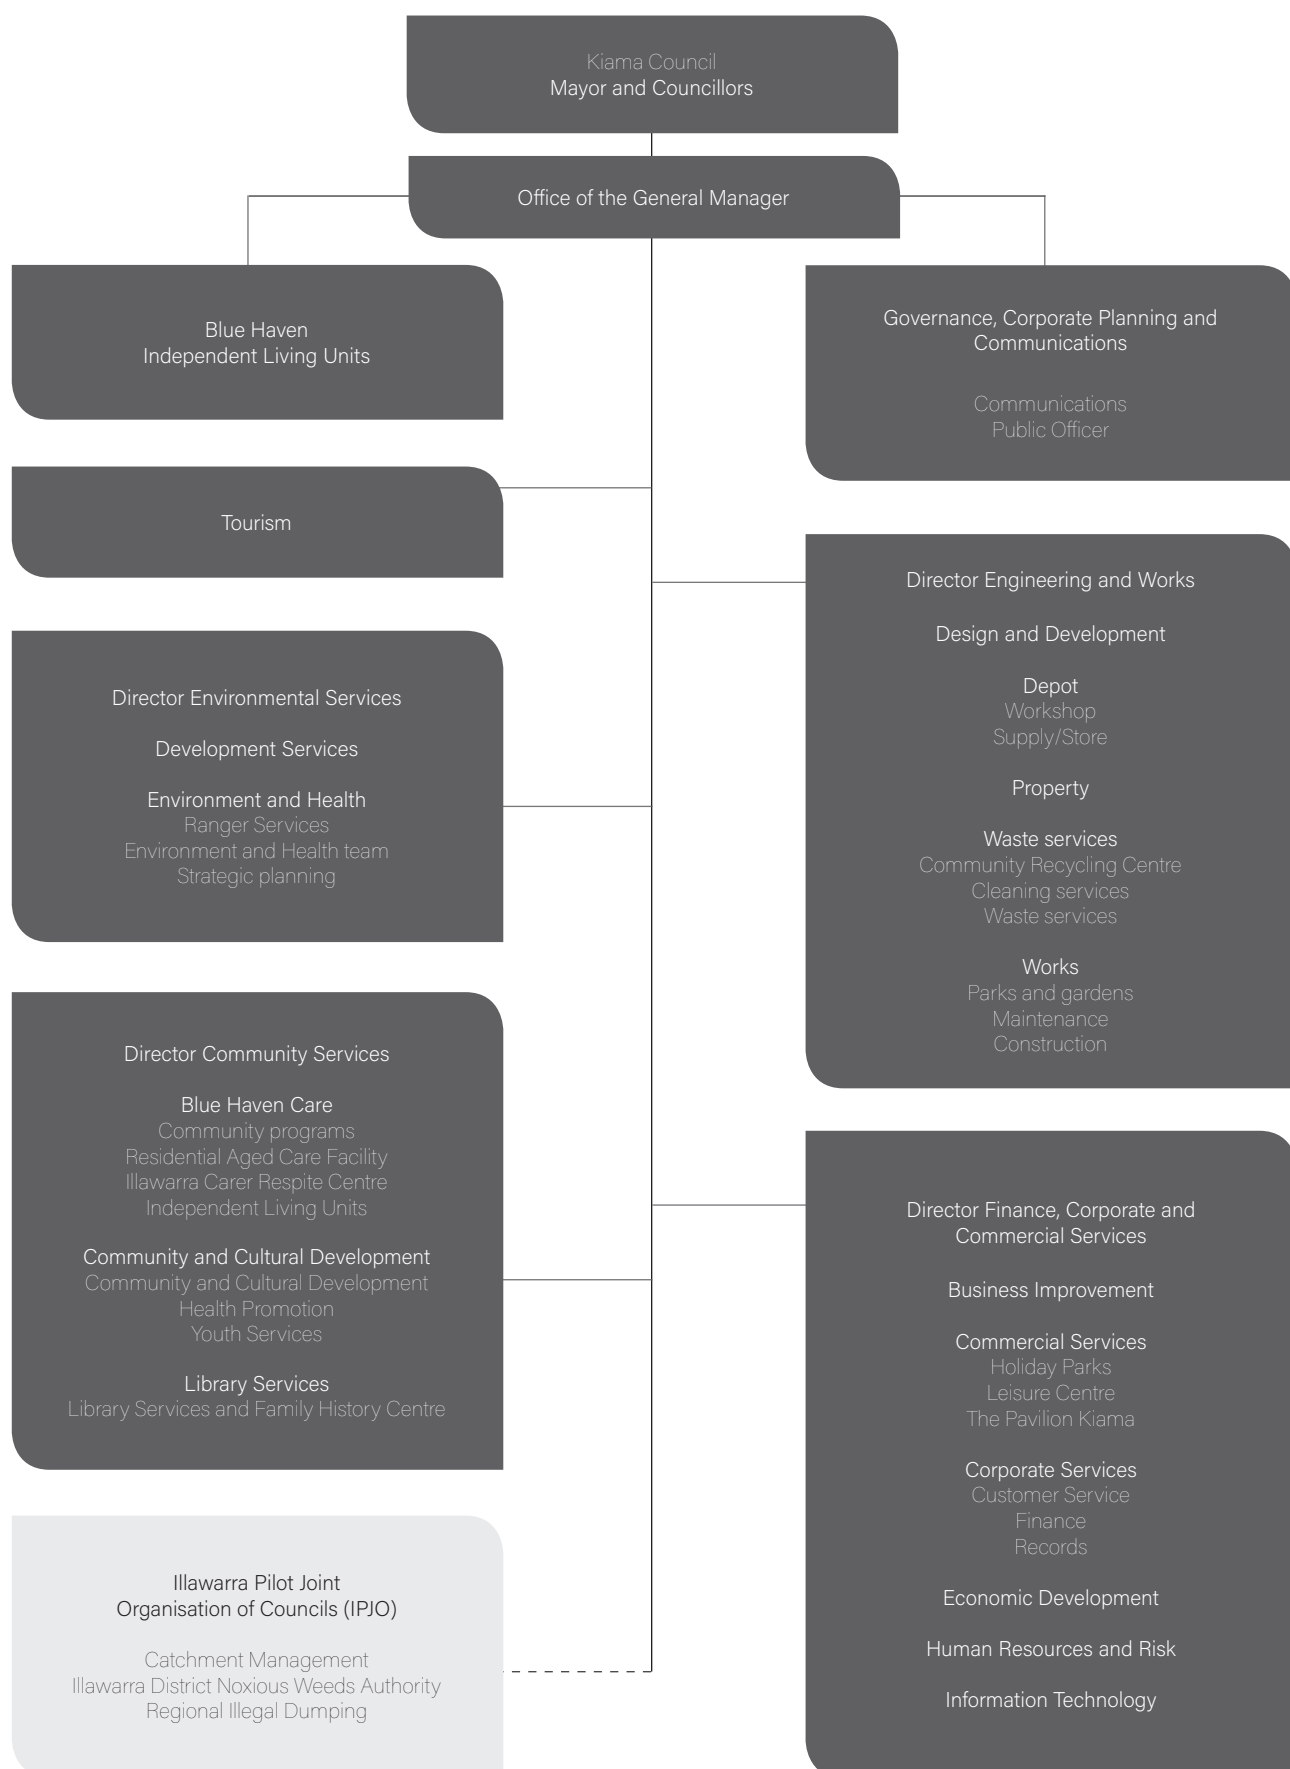 Kiama Council
Mayor and Councillors
Office of the General Manager
Blue Haven
Independent Living Units
Governance, Corporate Planning and
Communications
Communications
Public Officer
Tourism
Director Engineering and Works
Design and Development
Depot
Workshop
Supply/Store
Property
Waste services
Community Recycling Centre
Cleaning services
Waste services
Works
Parks and gardens
Maintenance
Construction
Director Environmental Services
Development Services
Environment and Health
Ranger Services
Environment and Health team
Strategic planning
Director Community Services
Blue Haven Care
Community programs
Residential Aged Care Facility
Illawarra Carer Respite Centre
Independent Living Units
Community and Cultural Development
Community and Cultural Development
Health Promotion
Youth Services
Library Services
Library Services and Family History Centre
Director Finance, Corporate and
Commercial Services
Business Improvement
Commercial Services
Holiday Parks
Leisure Centre
The Pavilion Kiama
Corporate Services
Customer Service
Finance
Records
Economic Development
Human Resources and Risk
Information Technology
Illawarra Pilot Joint
Organisation of Councils (IPJO)
Catchment Management
Illawarra District Noxious Weeds Authority
Regional Illegal Dumping